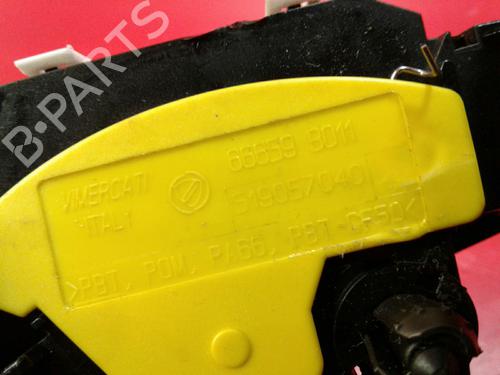 B-PARTS
VIMERCATI
ITALY
66659 8011
519057040
>PBT, POM, PA66, PBT-GF30<